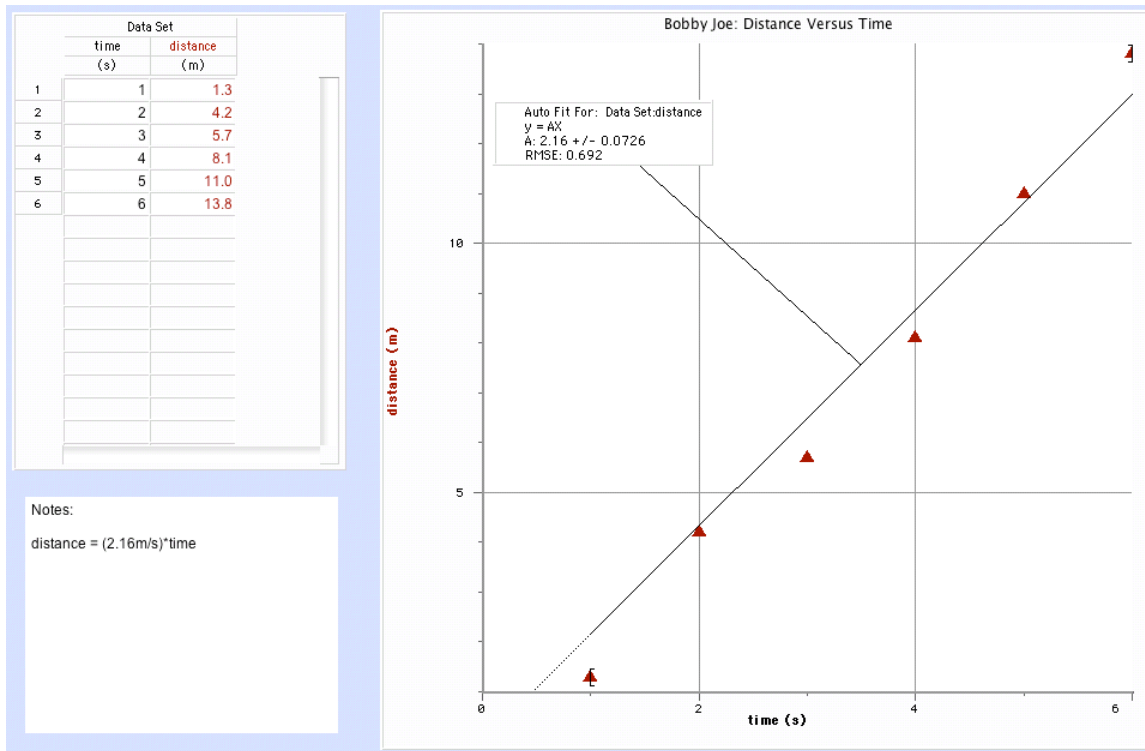 Data Set
time distance
(s) (m)
1 1 1.3
2 2 4.2
3 3 5.7
4 4 8.1
5 5 11.0
6 6 13.8
Notes:
distance = (2.16m/s)*time
Bobby Joe: Distance Versus Time
Auto Fit For: Data Set:distance
y = AX
A: 2.16 +/- 0.0726
RMSE: 0.692
10
5
distance (m)
0 2 4 6
time (s)